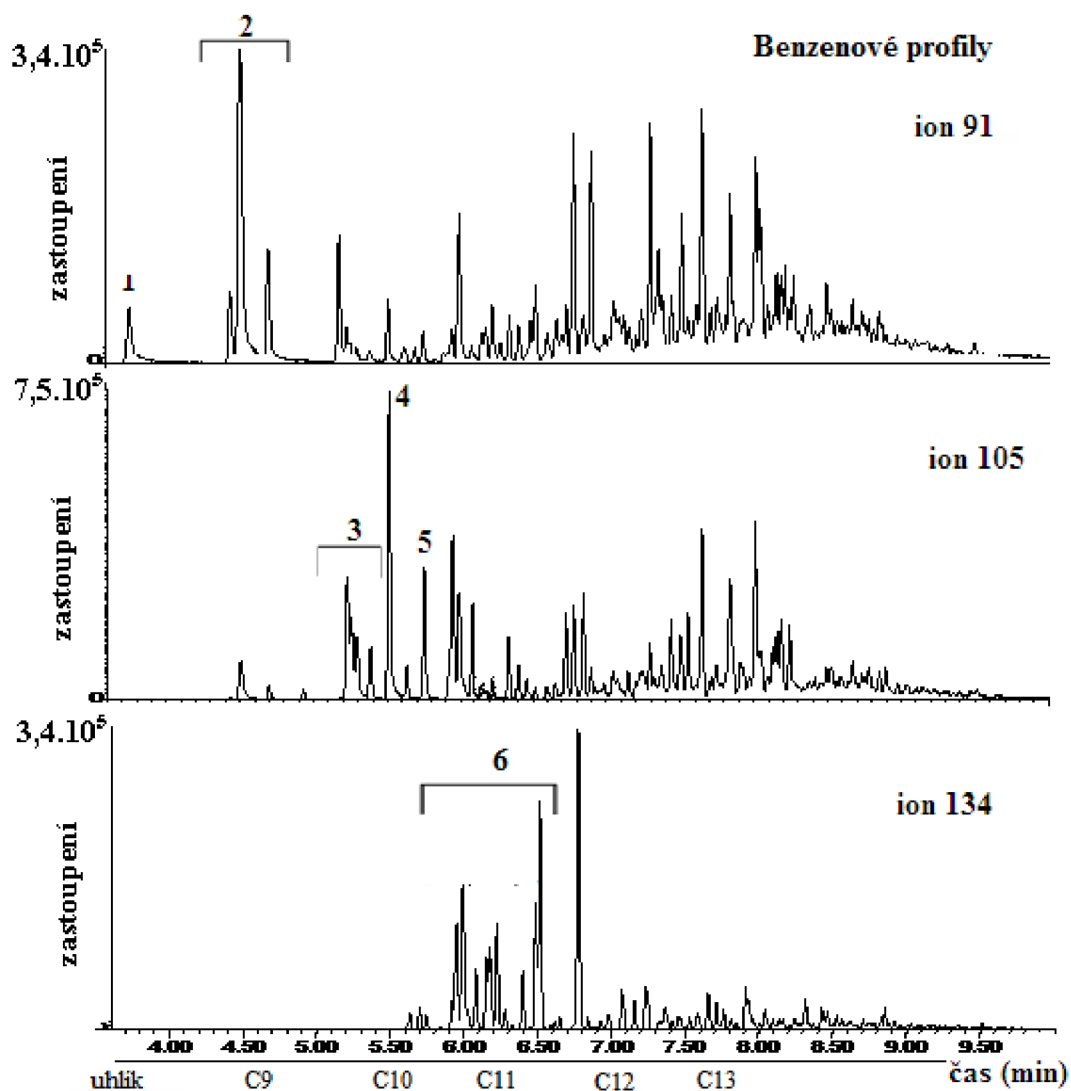 2
3,4.10⁵
Benzenové profily
ion 91
zastoupení
1
0
7,5.10⁵
4
ion 105
zastoupení
3
5
0
3,4.10⁵
6
ion 134
zastoupení
4.00 4.50 5.00 5.50 6.00 6.50 7.00 7.50 8.00 8.50 9.00 9.50
čas (min)
uhlík C9 C10 C11 C12 C13